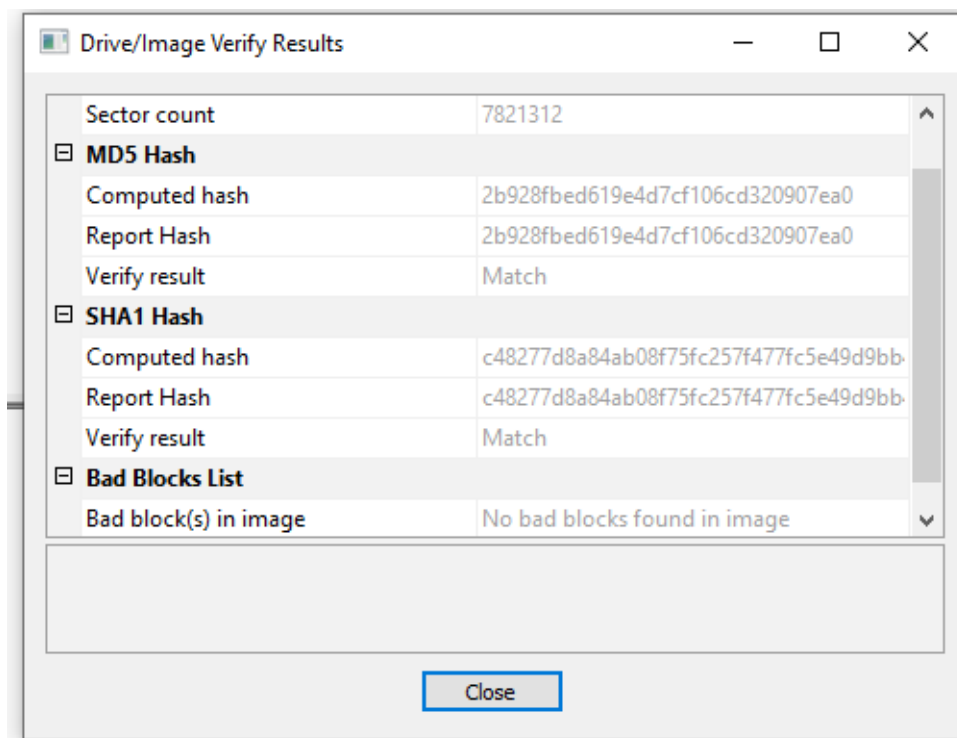 Drive/Image Verify Results
Sector count 7821312
MD5 Hash
Computed hash 2b928fbed619e4d7cf106cd320907ea0
Report Hash 2b928fbed619e4d7cf106cd320907ea0
Verify result Match
SHA1 Hash
Computed hash c48277d8a84ab08f75fc257f477fc5e49d9bb
Report Hash c48277d8a84ab08f75fc257f477fc5e49d9bb
Verify result Match
Bad Blocks List
Bad block(s) in image No bad blocks found in image
Close